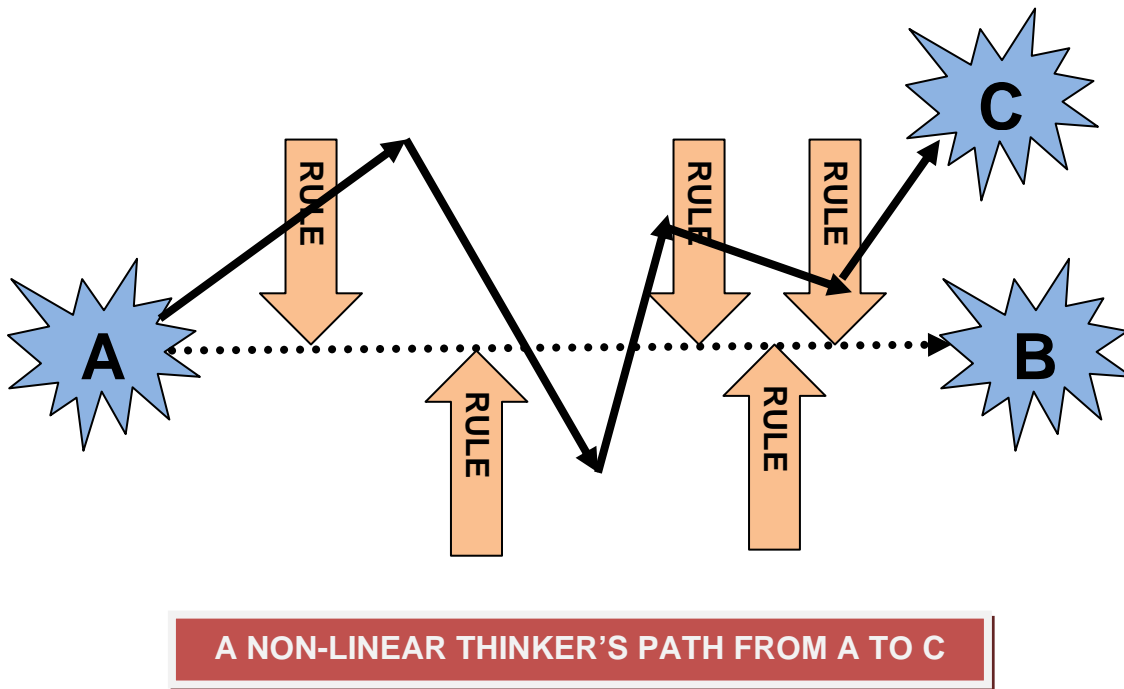 C
RULE
RULE
RULE
A
B
RULE
RULE
A NON-LINEAR THINKER’S PATH FROM A TO C